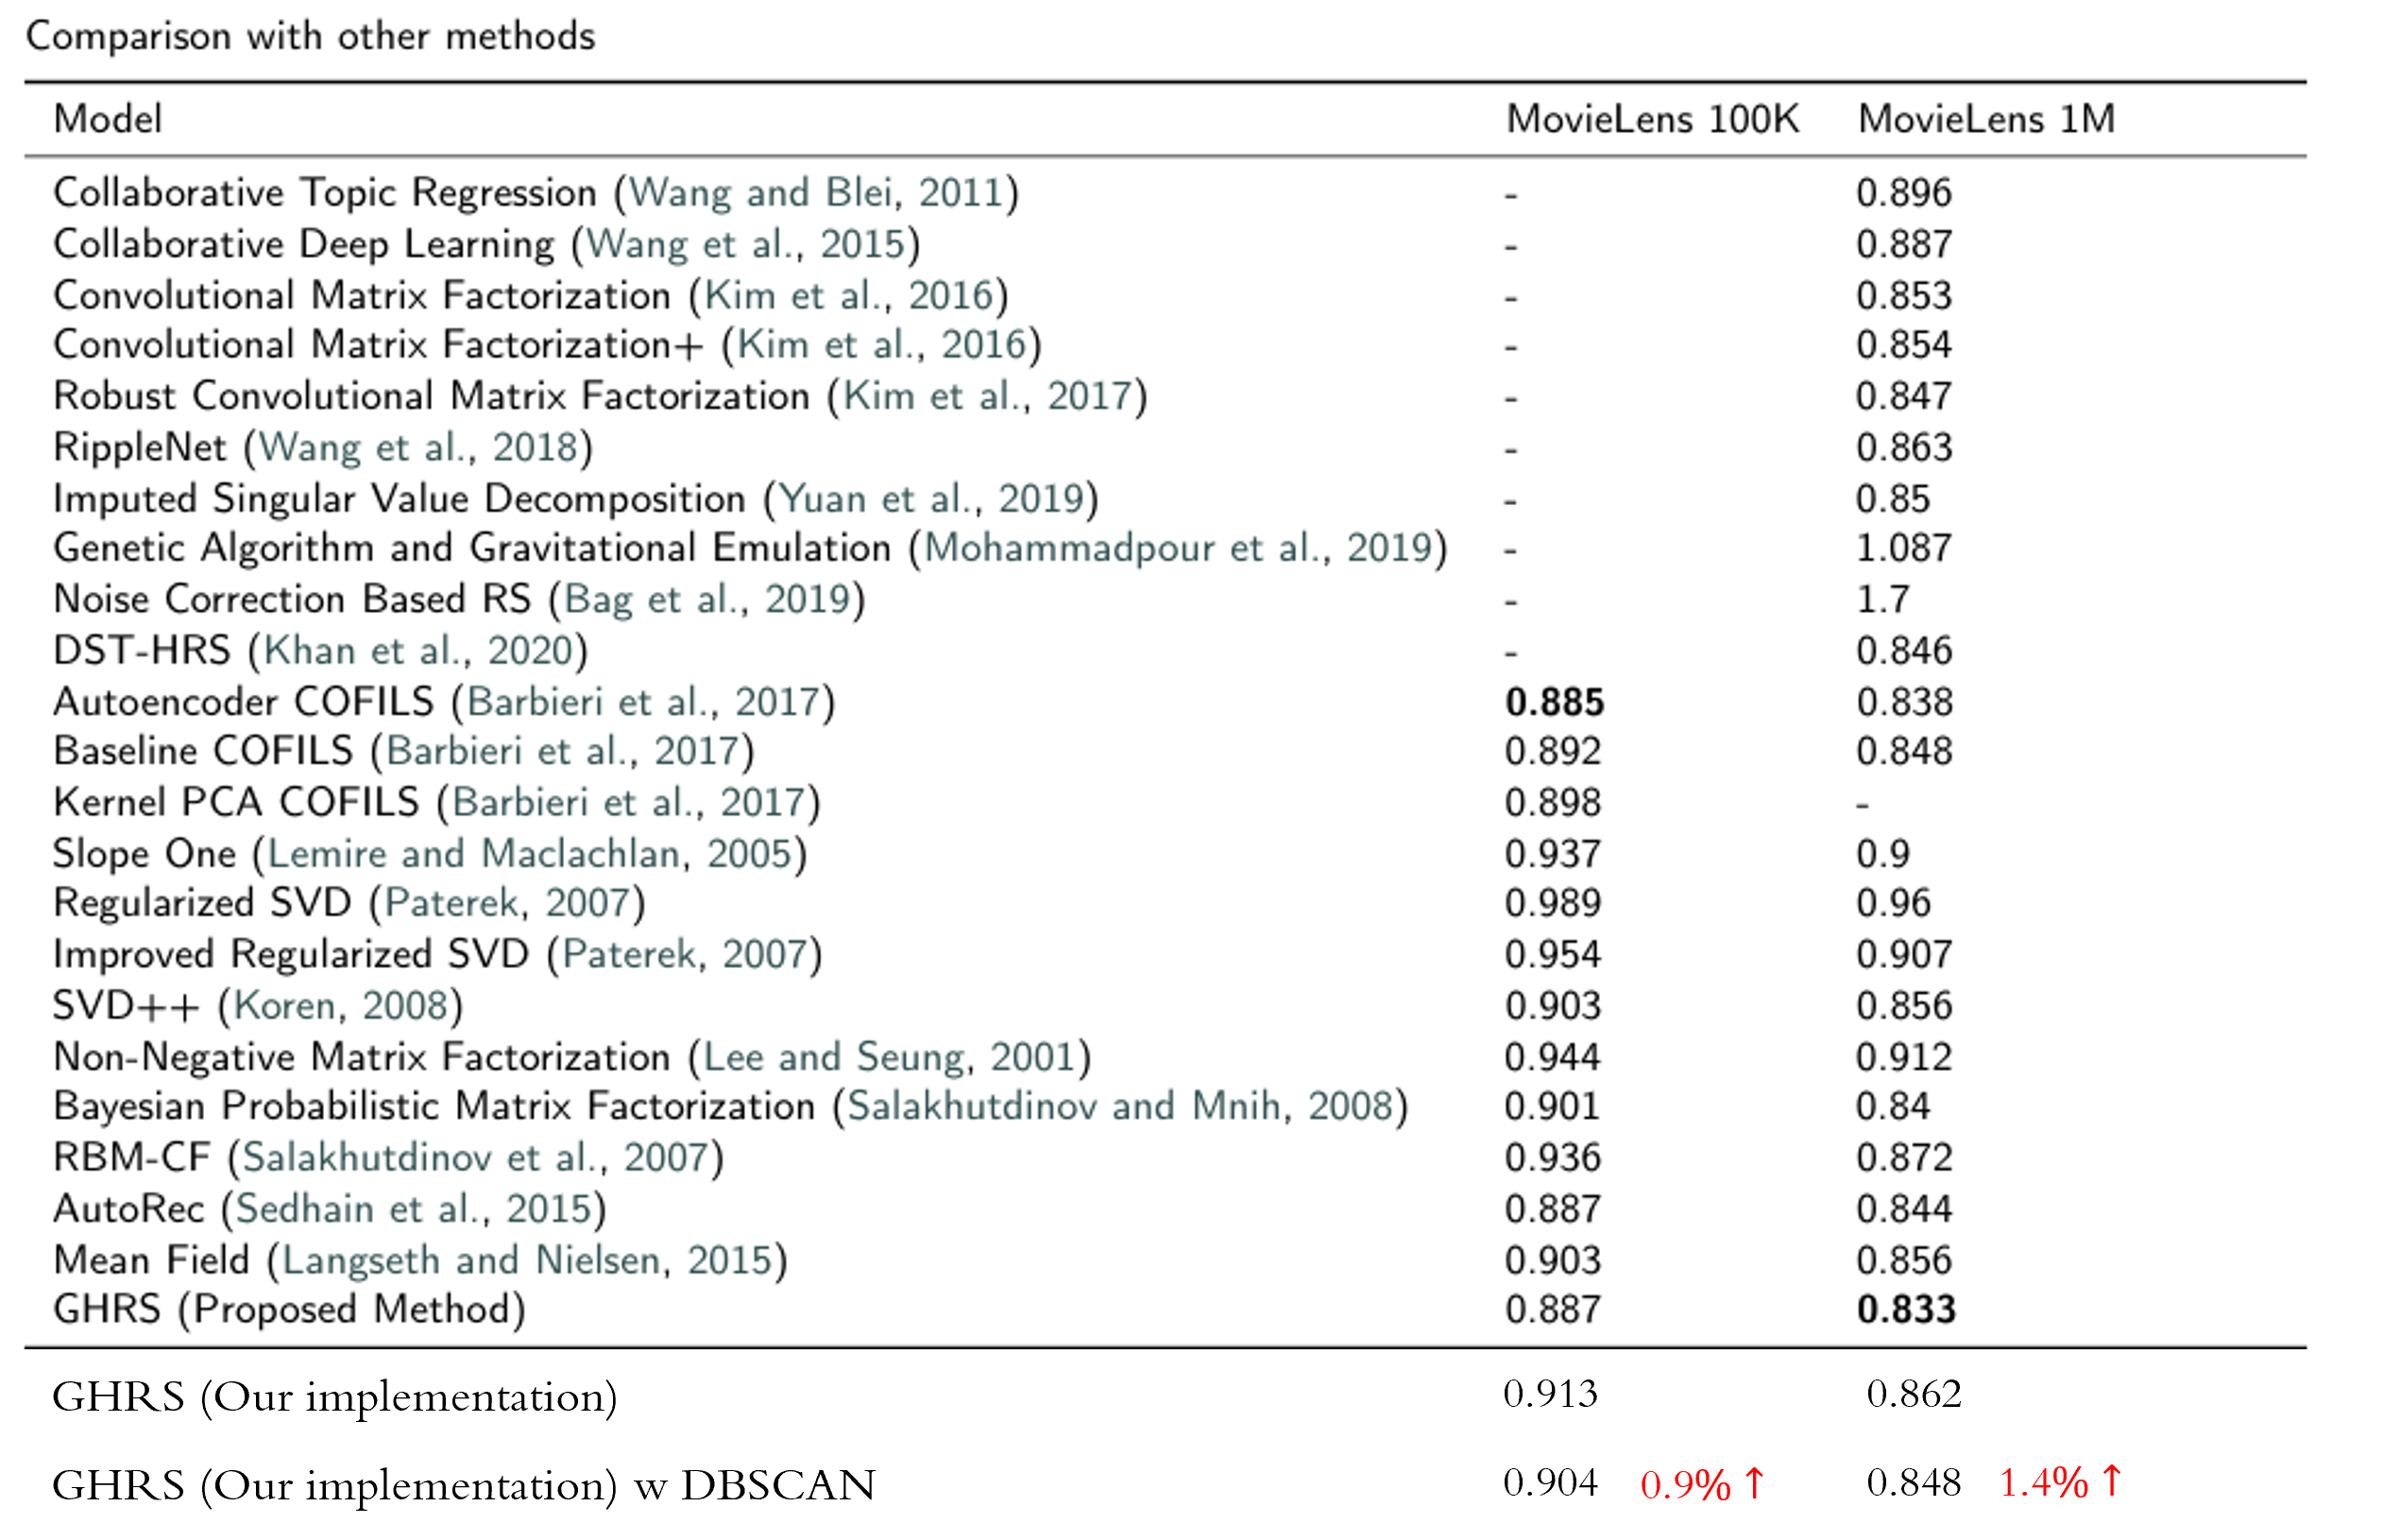 Comparison with other methods
Model MovieLens 100K MovieLens 1M
Collaborative Topic Regression (Wang and Blei, 2011) - 0.896
Collaborative Deep Learning (Wang et al., 2015) - 0.887
Convolutional Matrix Factorization (Kim et al., 2016) - 0.853
Convolutional Matrix Factorization+ (Kim et al., 2016) - 0.854
Robust Convolutional Matrix Factorization (Kim et al., 2017) - 0.847
RippleNet (Wang et al., 2018) - 0.863
Imputed Singular Value Decomposition (Yuan et al., 2019) - 0.85
Genetic Algorithm and Gravitational Emulation (Mohammadpour et al., 2019) - 1.087
Noise Correction Based RS (Bag et al., 2019) - 1.7
DST-HRS (Khan et al., 2020) - 0.846
Autoencoder COFILS (Barbieri et al., 2017) 0.885 0.838
Baseline COFILS (Barbieri et al., 2017) 0.892 0.848
Kernel PCA COFILS (Barbieri et al., 2017) 0.898 -
Slope One (Lemire and Maclachlan, 2005) 0.937 0.9
Regularized SVD (Paterek, 2007) 0.989 0.96
Improved Regularized SVD (Paterek, 2007) 0.954 0.907
SVD++ (Koren, 2008) 0.903 0.856
Non-Negative Matrix Factorization (Lee and Seung, 2001) 0.944 0.912
Bayesian Probabilistic Matrix Factorization (Salakhutdinov and Mnih, 2008) 0.901 0.84
RBM-CF (Salakhutdinov et al., 2007) 0.936 0.872
AutoRec (Sedhain et al., 2015) 0.887 0.844
Mean Field (Langseth and Nielsen, 2015) 0.903 0.856
GHRS (Proposed Method) 0.887 0.833
GHRS (Our implementation) 0.913 0.862
GHRS (Our implementation) w DBSCAN 0.904 0.9% ↑ 0.848 1.4% ↑